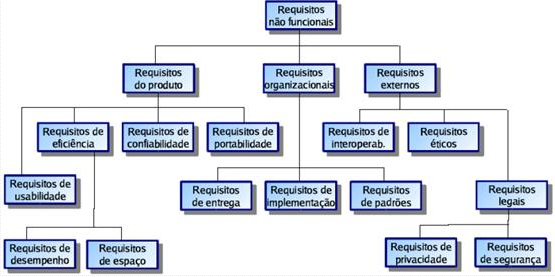 Requisitos
não funcionais
Requisitos
do produto
Requisitos
organizacionais
Requisitos
externos
Requisitos de
eficiência
Requisitos de
confiabilidade
Requisitos de
portabilidade
Requisitos de
interoperab.
Requisitos
éticos
Requisitos de
usabilidade
Requisitos
de entrega
Requisitos de
implementação
Requisitos
de padrões
Requisitos
legais
Requisitos de
desempenho
Requisitos
de espaço
Requisitos de
privacidade
Requisitos
de segurança